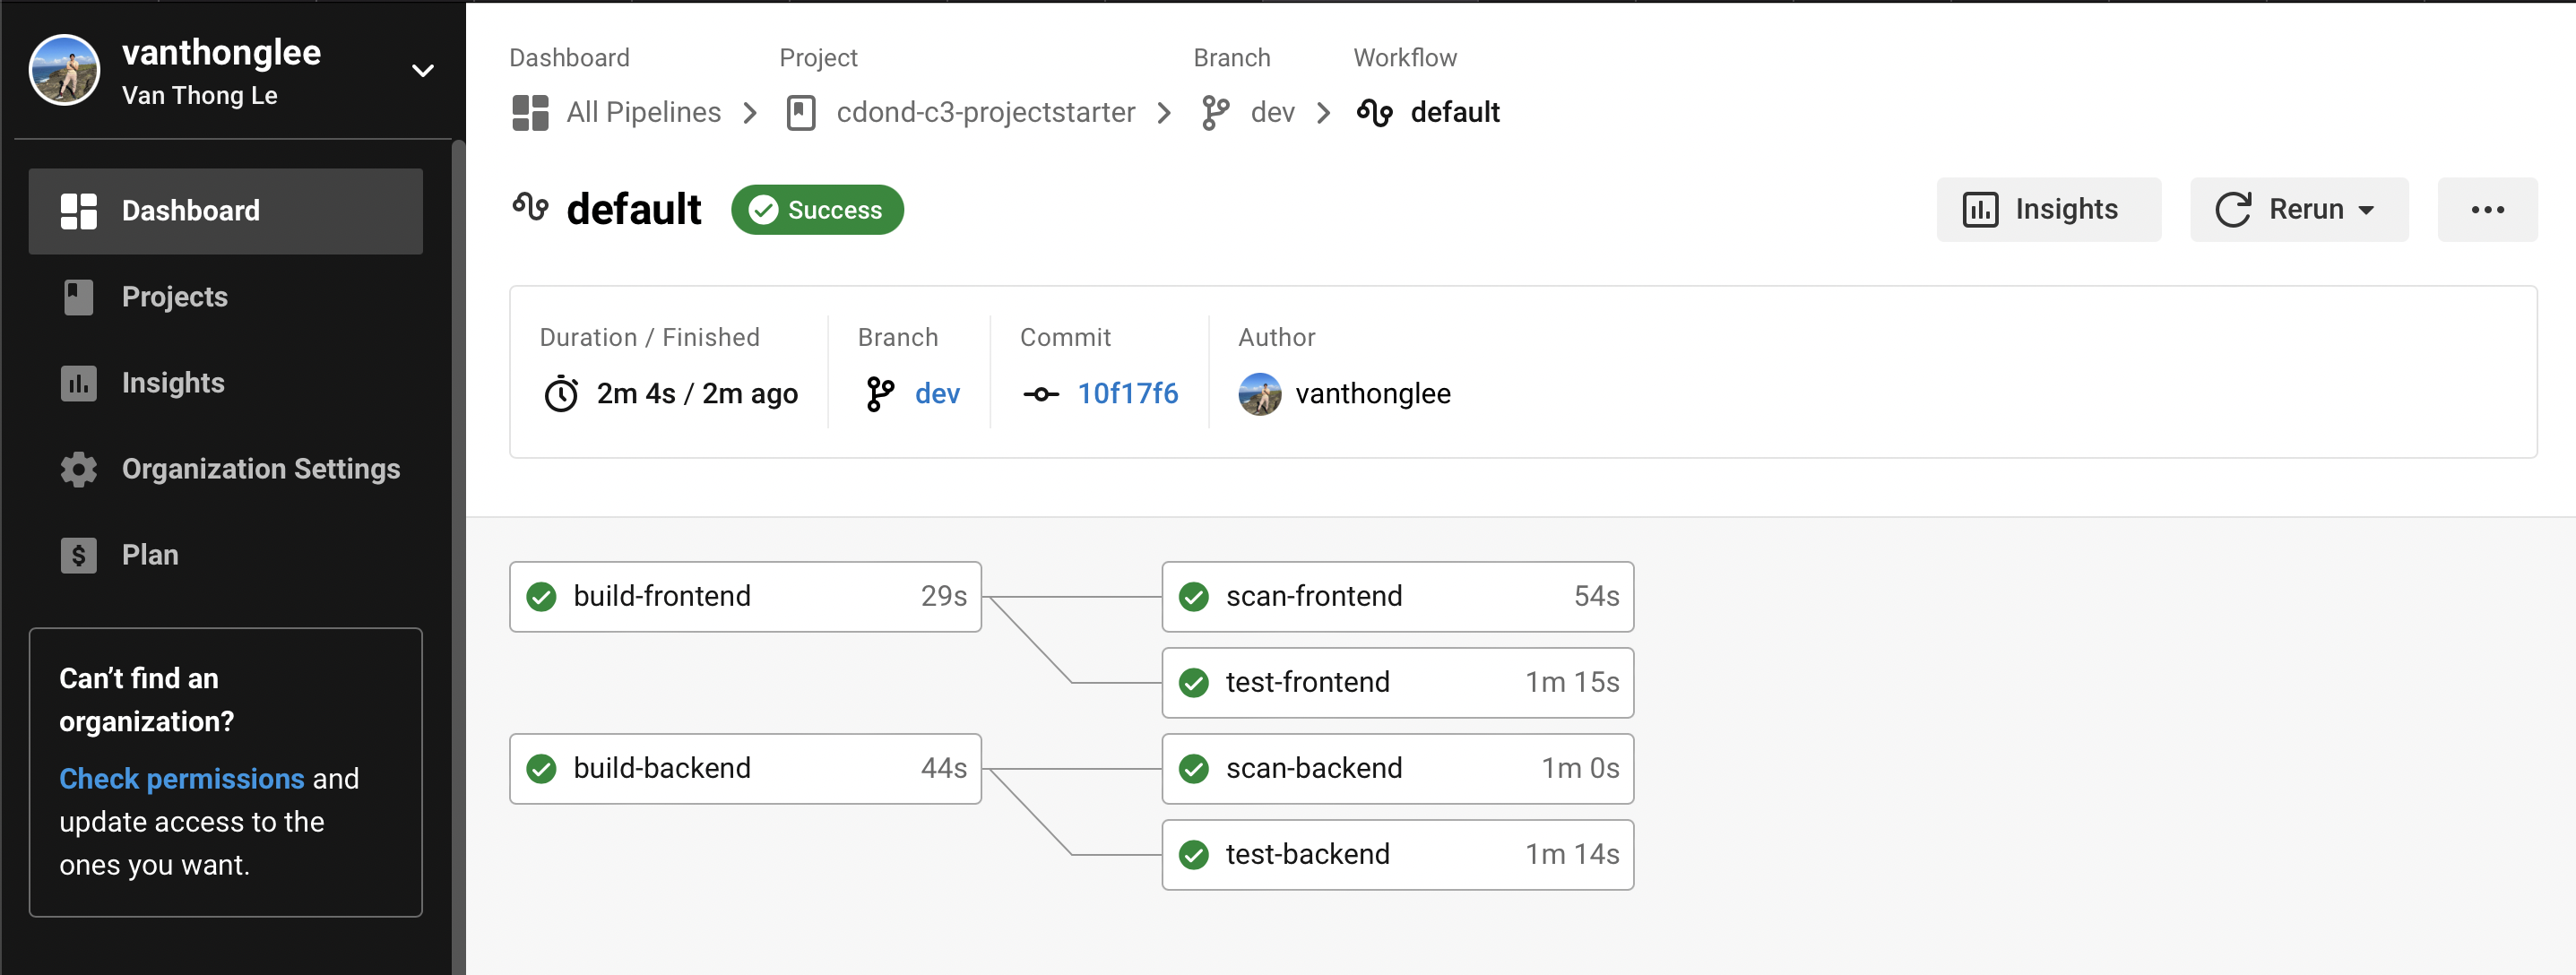 vanthonglee
Van Thong Le
Dashboard
Projects
Insights
Organization Settings
Plan
Can’t find an
organization?
Check permissions and
update access to the
ones you want.
Dashboard Project Branch Workflow
All Pipelines cdond-c3-projectstarter dev default
default Success Insights Rerun
Duration / Finished Branch Commit Author
2m 4s / 2m ago dev 10f17f6 vanthonglee
build-frontend 29s scan-frontend 54s
test-frontend 1m 15s
build-backend 44s scan-backend 1m 0s
test-backend 1m 14s